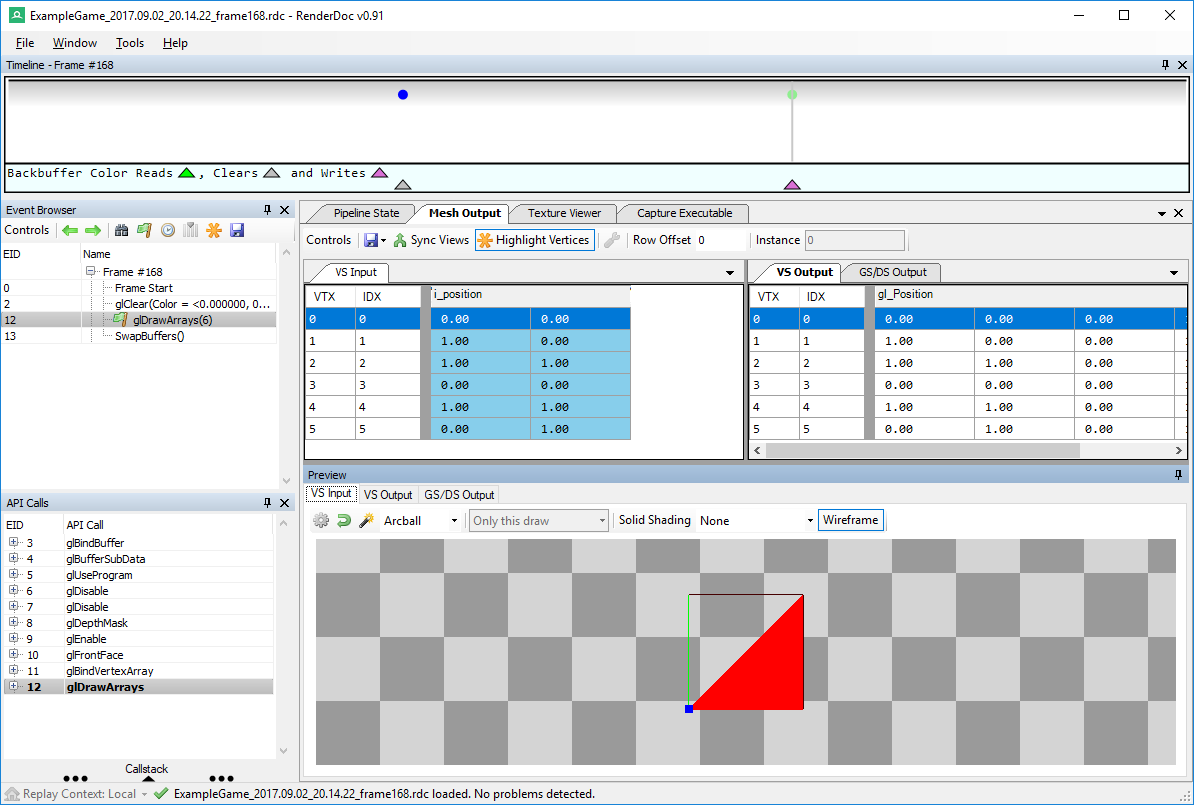 ExampleGame_2017.09.02_20.14.22_frame168.rdc - RenderDoc v0.91
File Window Tools Help
Timeline - Frame #168
Backbuffer Color Reads , Clears and Writes
Event Browser
Controls
EID Name
Frame #168
0 Frame Start
2 glClear(Color = <0.000000, 0...
12 glDrawArrays(6)
13 SwapBuffers()
API Calls
EID API Call
3 glBindBuffer
4 glBufferSubData
5 glUseProgram
6 glDisable
7 glDisable
8 glDepthMask
9 glEnable
10 glFrontFace
11 glBindVertexArray
12 glDrawArrays
Callstack
Pipeline State Mesh Output Texture Viewer Capture Executable
Controls Sync Views Highlight Vertices Row Offset 0 Instance 0
VS Input
VTX IDX i_position
0 0 0.00 0.00
1 1 1.00 0.00
2 2 1.00 1.00
3 3 0.00 0.00
4 4 1.00 1.00
5 5 0.00 1.00
VS Output GS/DS Output
VTX IDX gl_Position
0 0 0.00 0.00 0.00
1 1 1.00 0.00 0.00
2 2 1.00 1.00 0.00
3 3 0.00 0.00 0.00
4 4 1.00 1.00 0.00
5 5 0.00 1.00 0.00
Preview
VS Input VS Output GS/DS Output
Arcball Only this draw Solid Shading None Wireframe
Replay Context: Local ExampleGame_2017.09.02_20.14.22_frame168.rdc loaded. No problems detected.